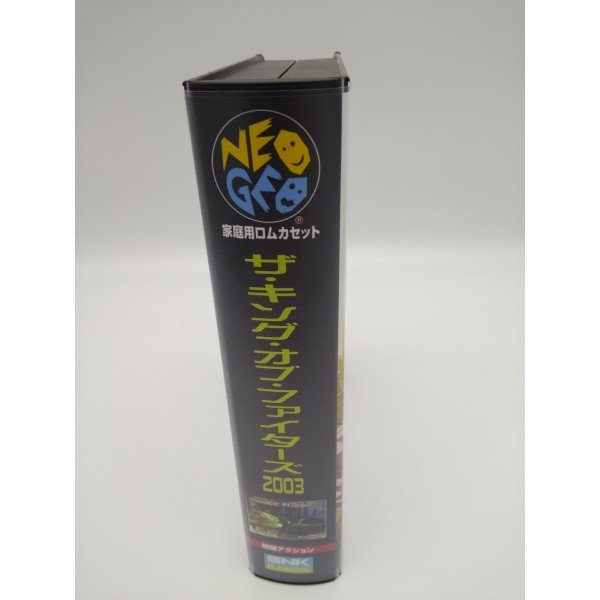 NEO
GEO
®
家庭用ロムカセット
ザ・キング・オブ・ファイターズ
2003
格闘アクション
SNK
PLAYMORE